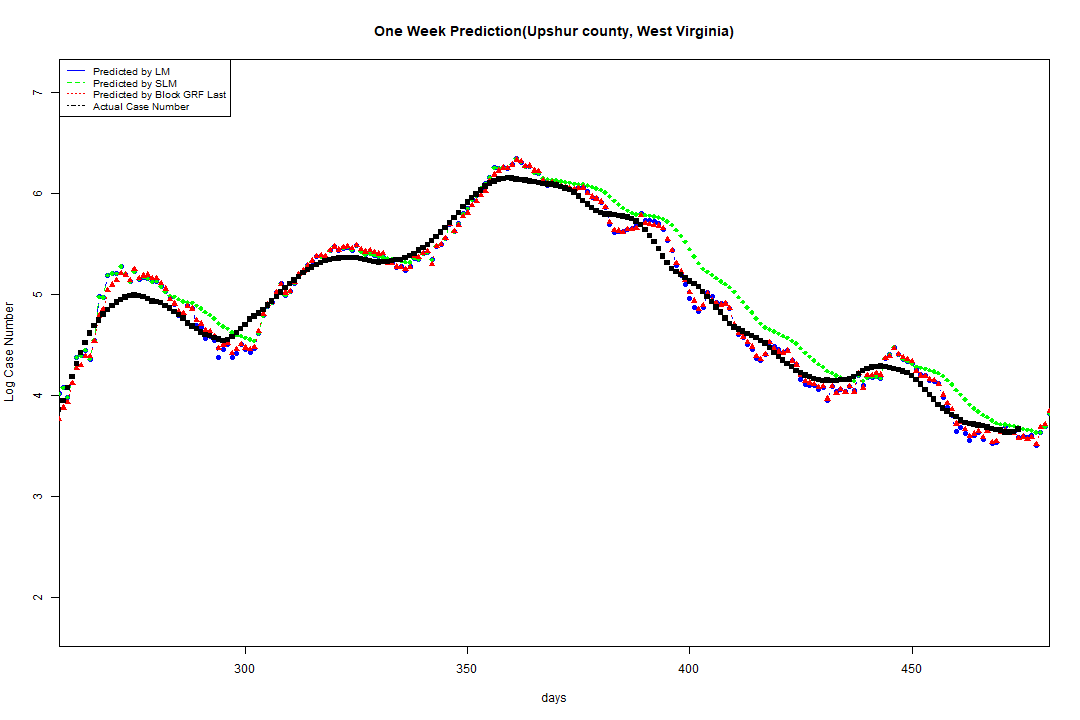 One Week Prediction(Upshur county, West Virginia)
Predicted by LM
Predicted by SLM
Predicted by Block GRF Last
Actual Case Number
7
6
5
4
3
2
Log Case Number
300
350
400
450
days